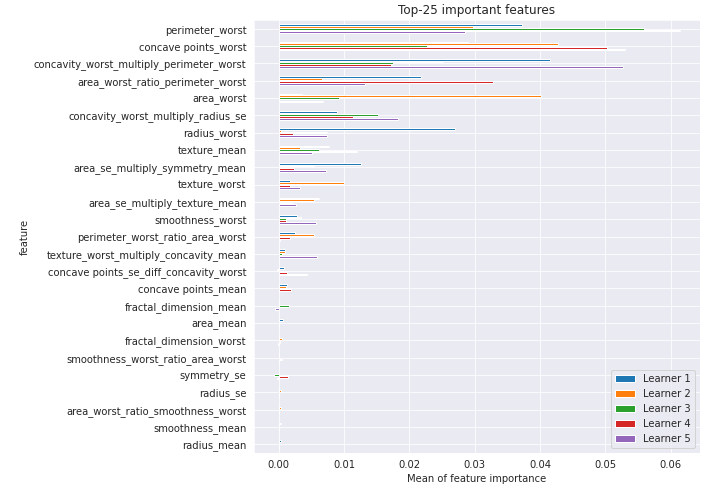 Top-25 important features
perimeter_worst
concave points_worst
concavity_worst_multiply_perimeter_worst
area_worst_ratio_perimeter_worst
area_worst
concavity_worst_multiply_radius_se
radius_worst
texture_mean
area_se_multiply_symmetry_mean
texture_worst
area_se_multiply_texture_mean
smoothness_worst
perimeter_worst_ratio_area_worst
texture_worst_multiply_concavity_mean
concave points_se_diff_concavity_worst
concave points_mean
fractal_dimension_mean
area_mean
fractal_dimension_worst
smoothness_worst_ratio_area_worst
symmetry_se
radius_se
area_worst_ratio_smoothness_worst
smoothness_mean
radius_mean
feature
Learner 1
Learner 2
Learner 3
Learner 4
Learner 5
0.00 0.01 0.02 0.03 0.04 0.05 0.06
Mean of feature importance